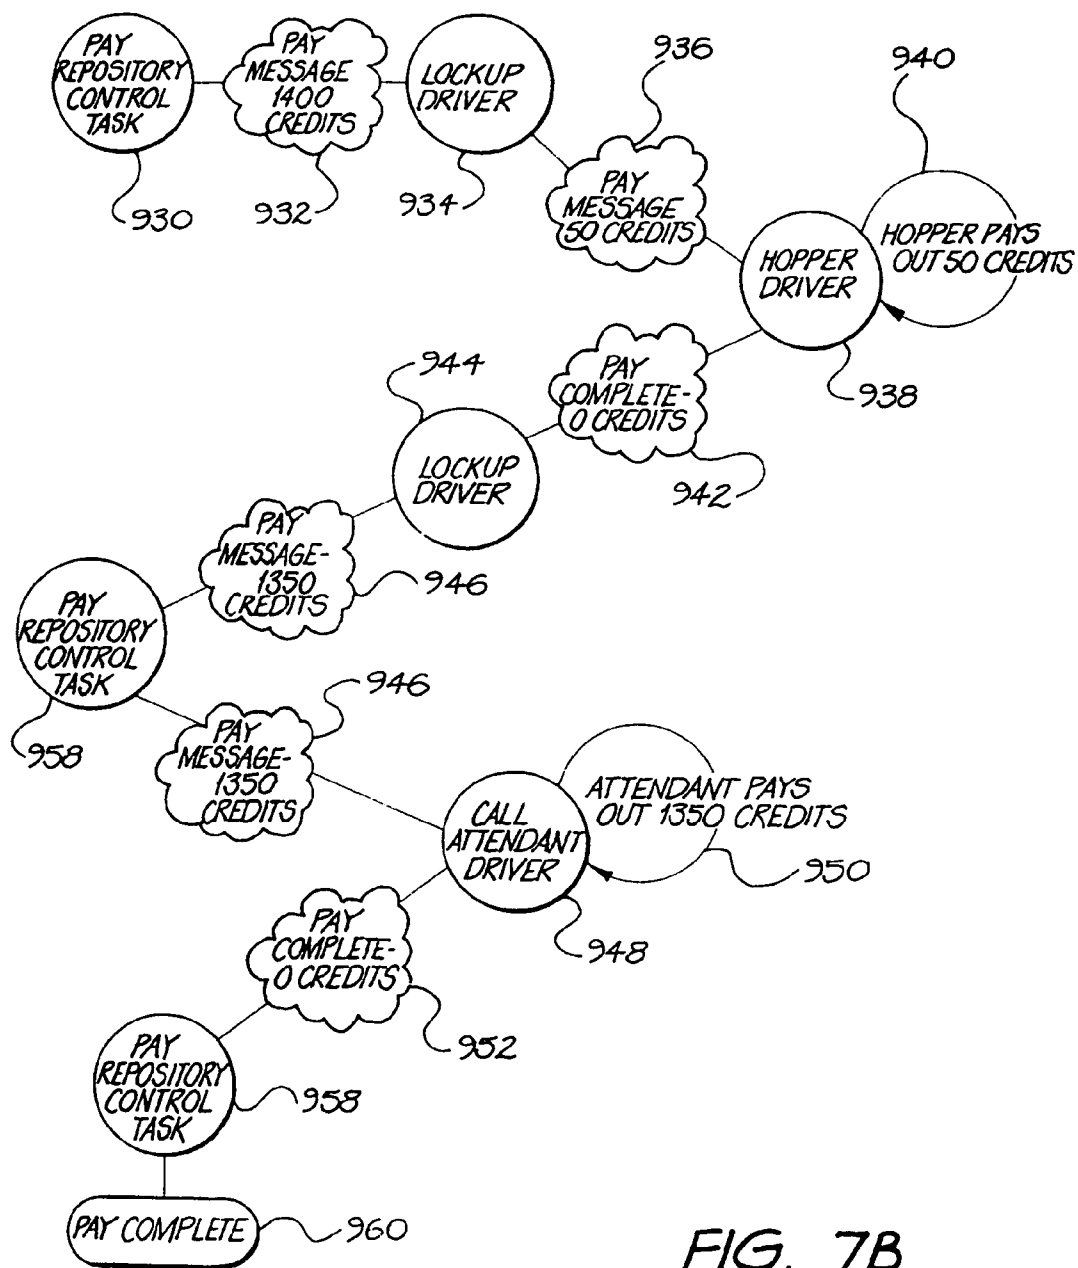 PAY
REPOSITORY
CONTROL
TASK
930
PAY
MESSAGE
1400
CREDITS
932
LOCKUP
DRIVER
934
936
PAY
MESSAGE
50 CREDITS
940
HOPPER PAYS
OUT 50 CREDITS
HOPPER
DRIVER
938
PAY
COMPLETE-
0 CREDITS
942
944
LOCKUP
DRIVER
PAY
MESSAGE-
1350
CREDITS
946
PAY
REPOSITORY
CONTROL
TASK
958
946
PAY
MESSAGE-
1350
CREDITS
CALL
ATTENDANT
DRIVER
948
ATTENDANT PAYS
OUT 1350 CREDITS
950
PAY
COMPLETE-
0 CREDITS
952
PAY
REPOSITORY
CONTROL
TASK
958
PAY COMPLETE
960
FIG. 7B